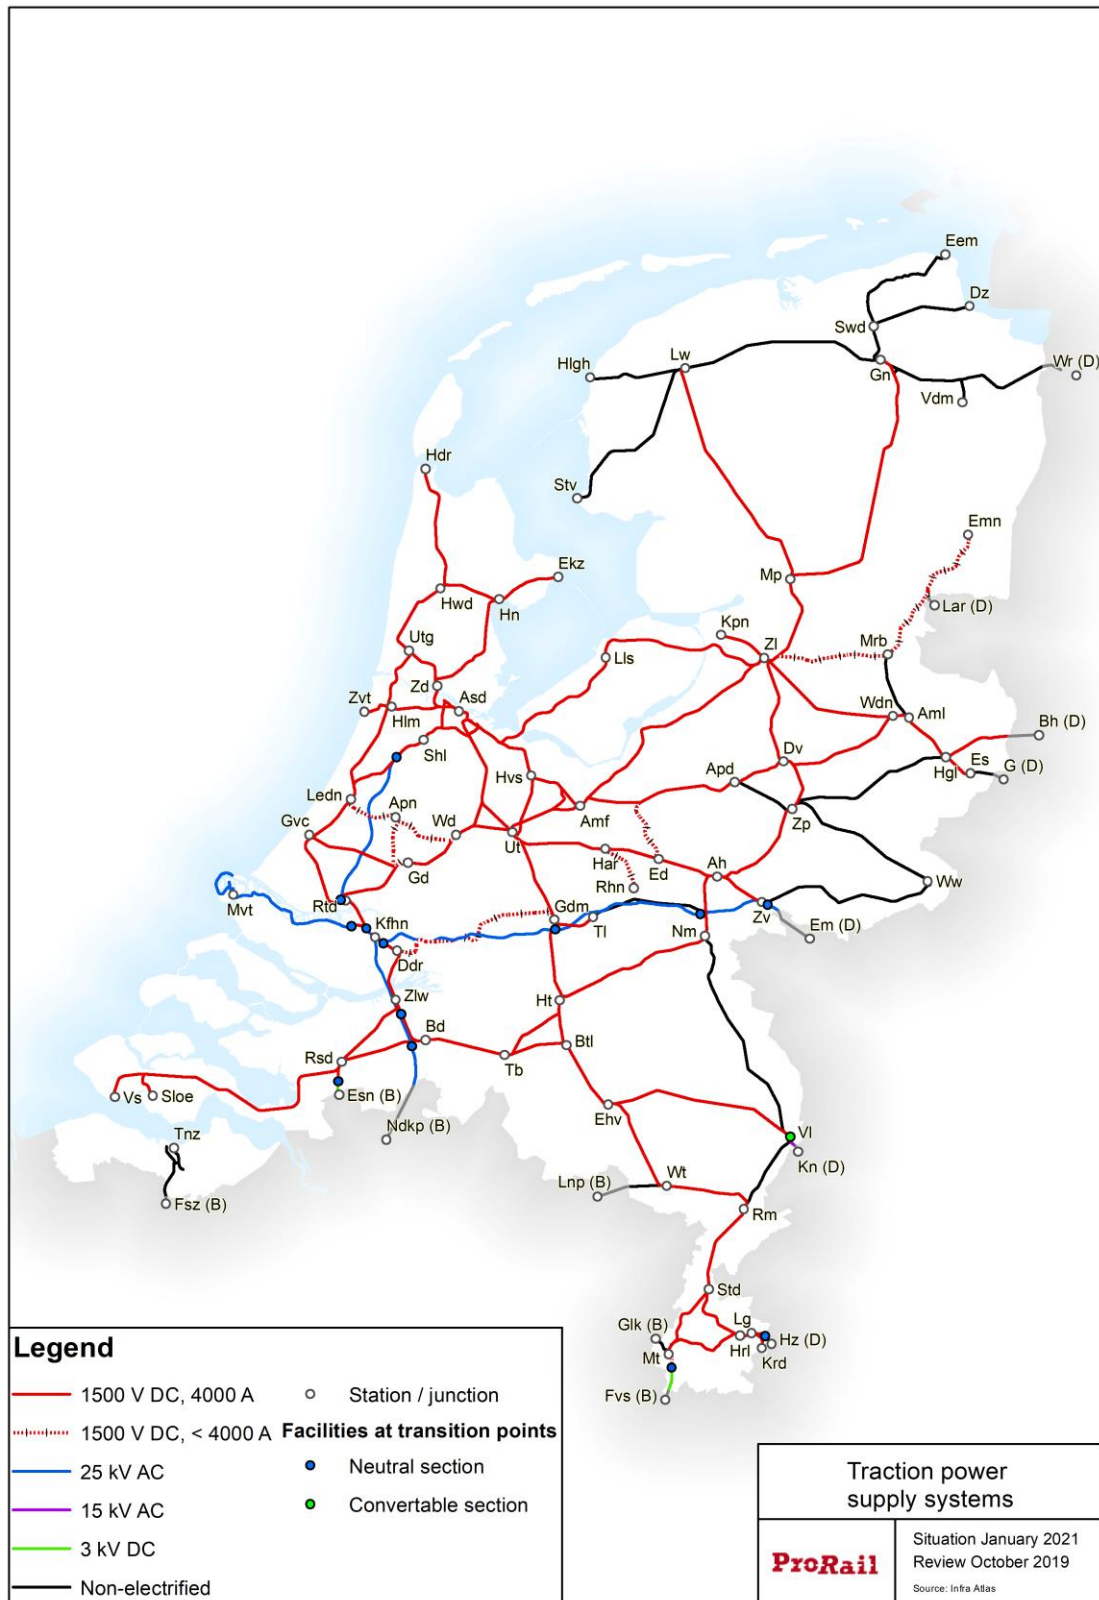 Eem
Dz
Swd
Lw
Hlgh
Gn
Wr (D)
Vdm
Hdr
Stv
Emn
Ekz
Mp
Hwd
Hn
Lar (D)
Kpn
Utg
Zl
Mrb
Lls
Zd
Asd
Zvt
Hlm
Wdn
Aml
Bh (D)
Shl
Dv
Hvs
Apd
Hgl
Es
G (D)
Ledn
Apn
Gvc
Wd
Amf
Zp
Ut
Gd
Har
Ed
Ah
Rhn
Ww
Mvt
Rtd
Kfhn
Gdm
Tl
Zv
Em (D)
Nm
Ddr
Zlw
Ht
Bd
Btl
Rsd
Tb
Vs
Sloe
Esn (B)
Ehv
Ndkp (B)
Tnz
Vl
Kn (D)
Fsz (B)
Lnp (B)
Wt
Rm
Std
Glk (B)
Lg
Hz (D)
Mt
Hrl
Krd
Fvs (B)
Legend
1500 V DC, 4000 A
Station / junction
1500 V DC, < 4000 A
Facilities at transition points
25 kV AC
Neutral section
15 kV AC
Convertable section
3 kV DC
Non-electrified
Traction power
supply systems
ProRail
Situation January 2021
Review October 2019
Source: Infra Atlas